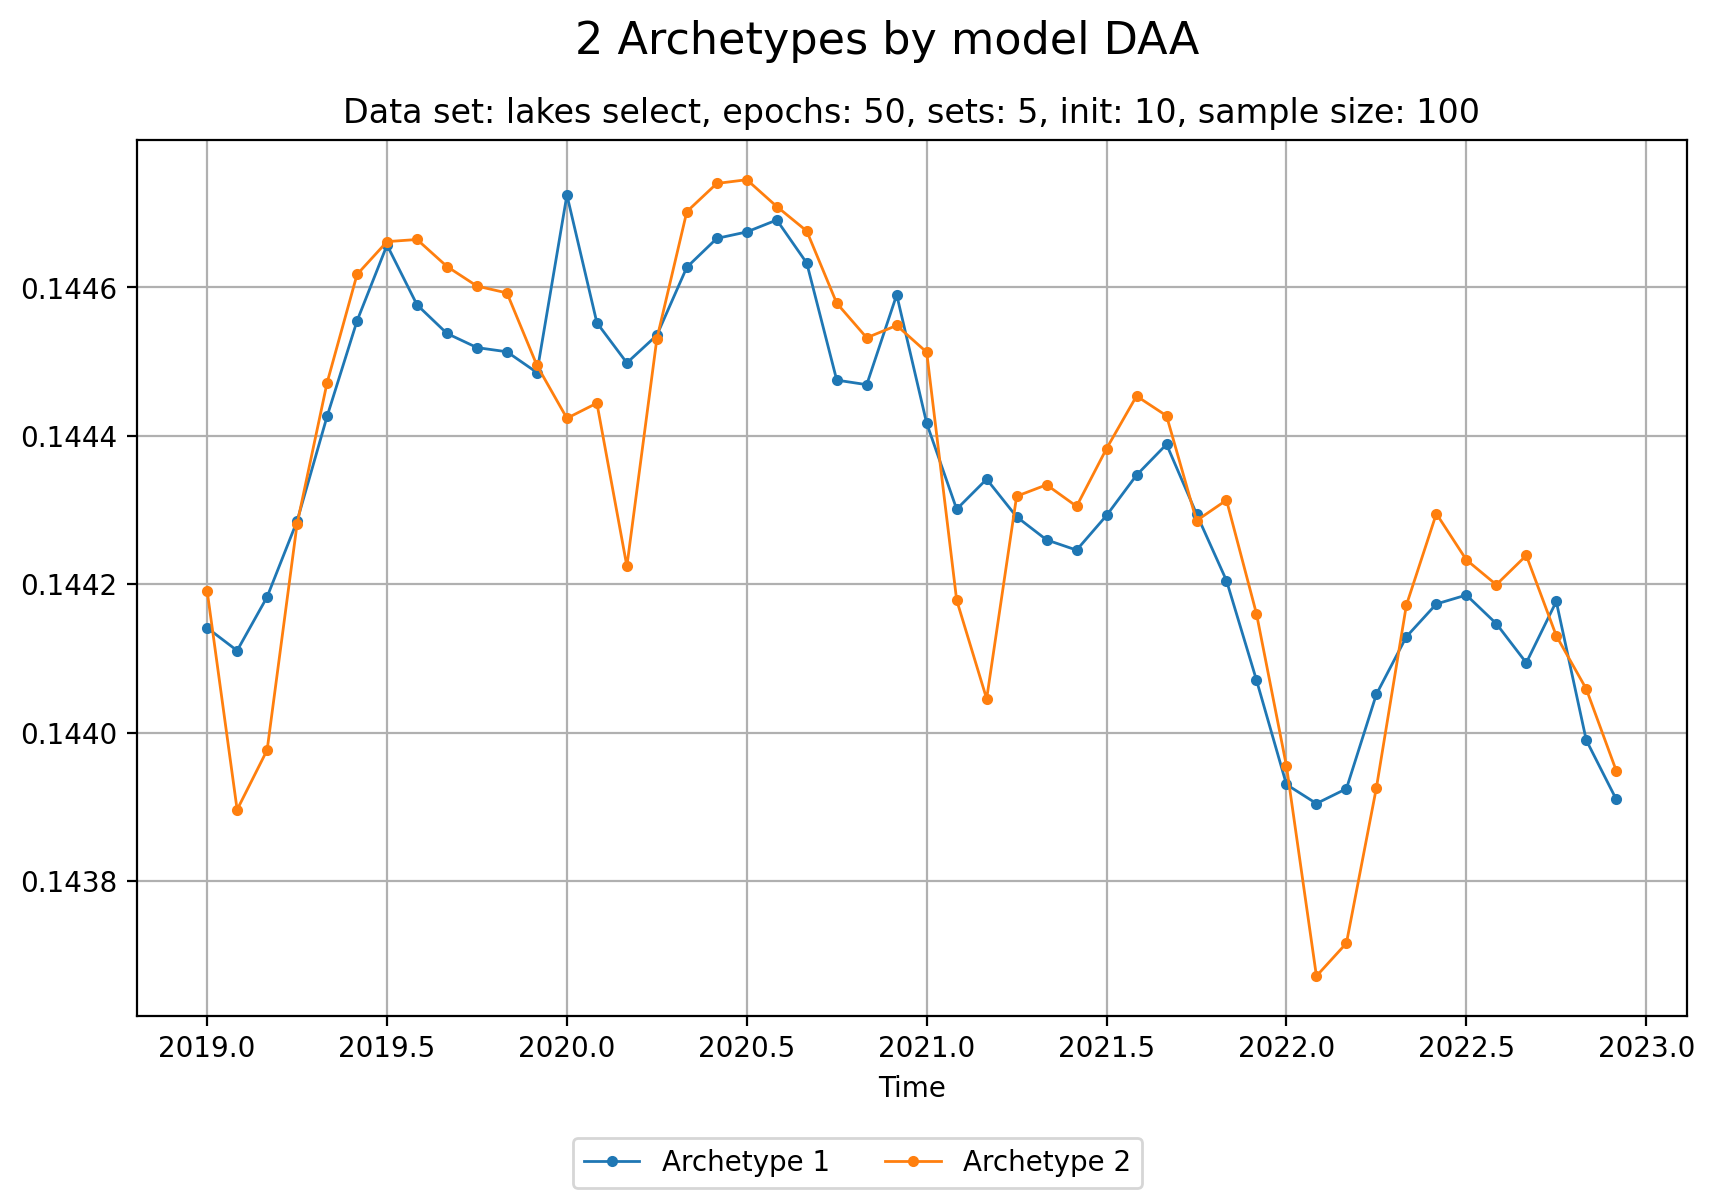 2 Archetypes by model DAA
Data set: lakes select, epochs: 50, sets: 5, init: 10, sample size: 100
0.1446
0.1444
0.1442
0.1440
0.1438
2019.0 2019.5 2020.0 2020.5 2021.0 2021.5 2022.0 2022.5 2023.0
Time
Archetype 1 Archetype 2